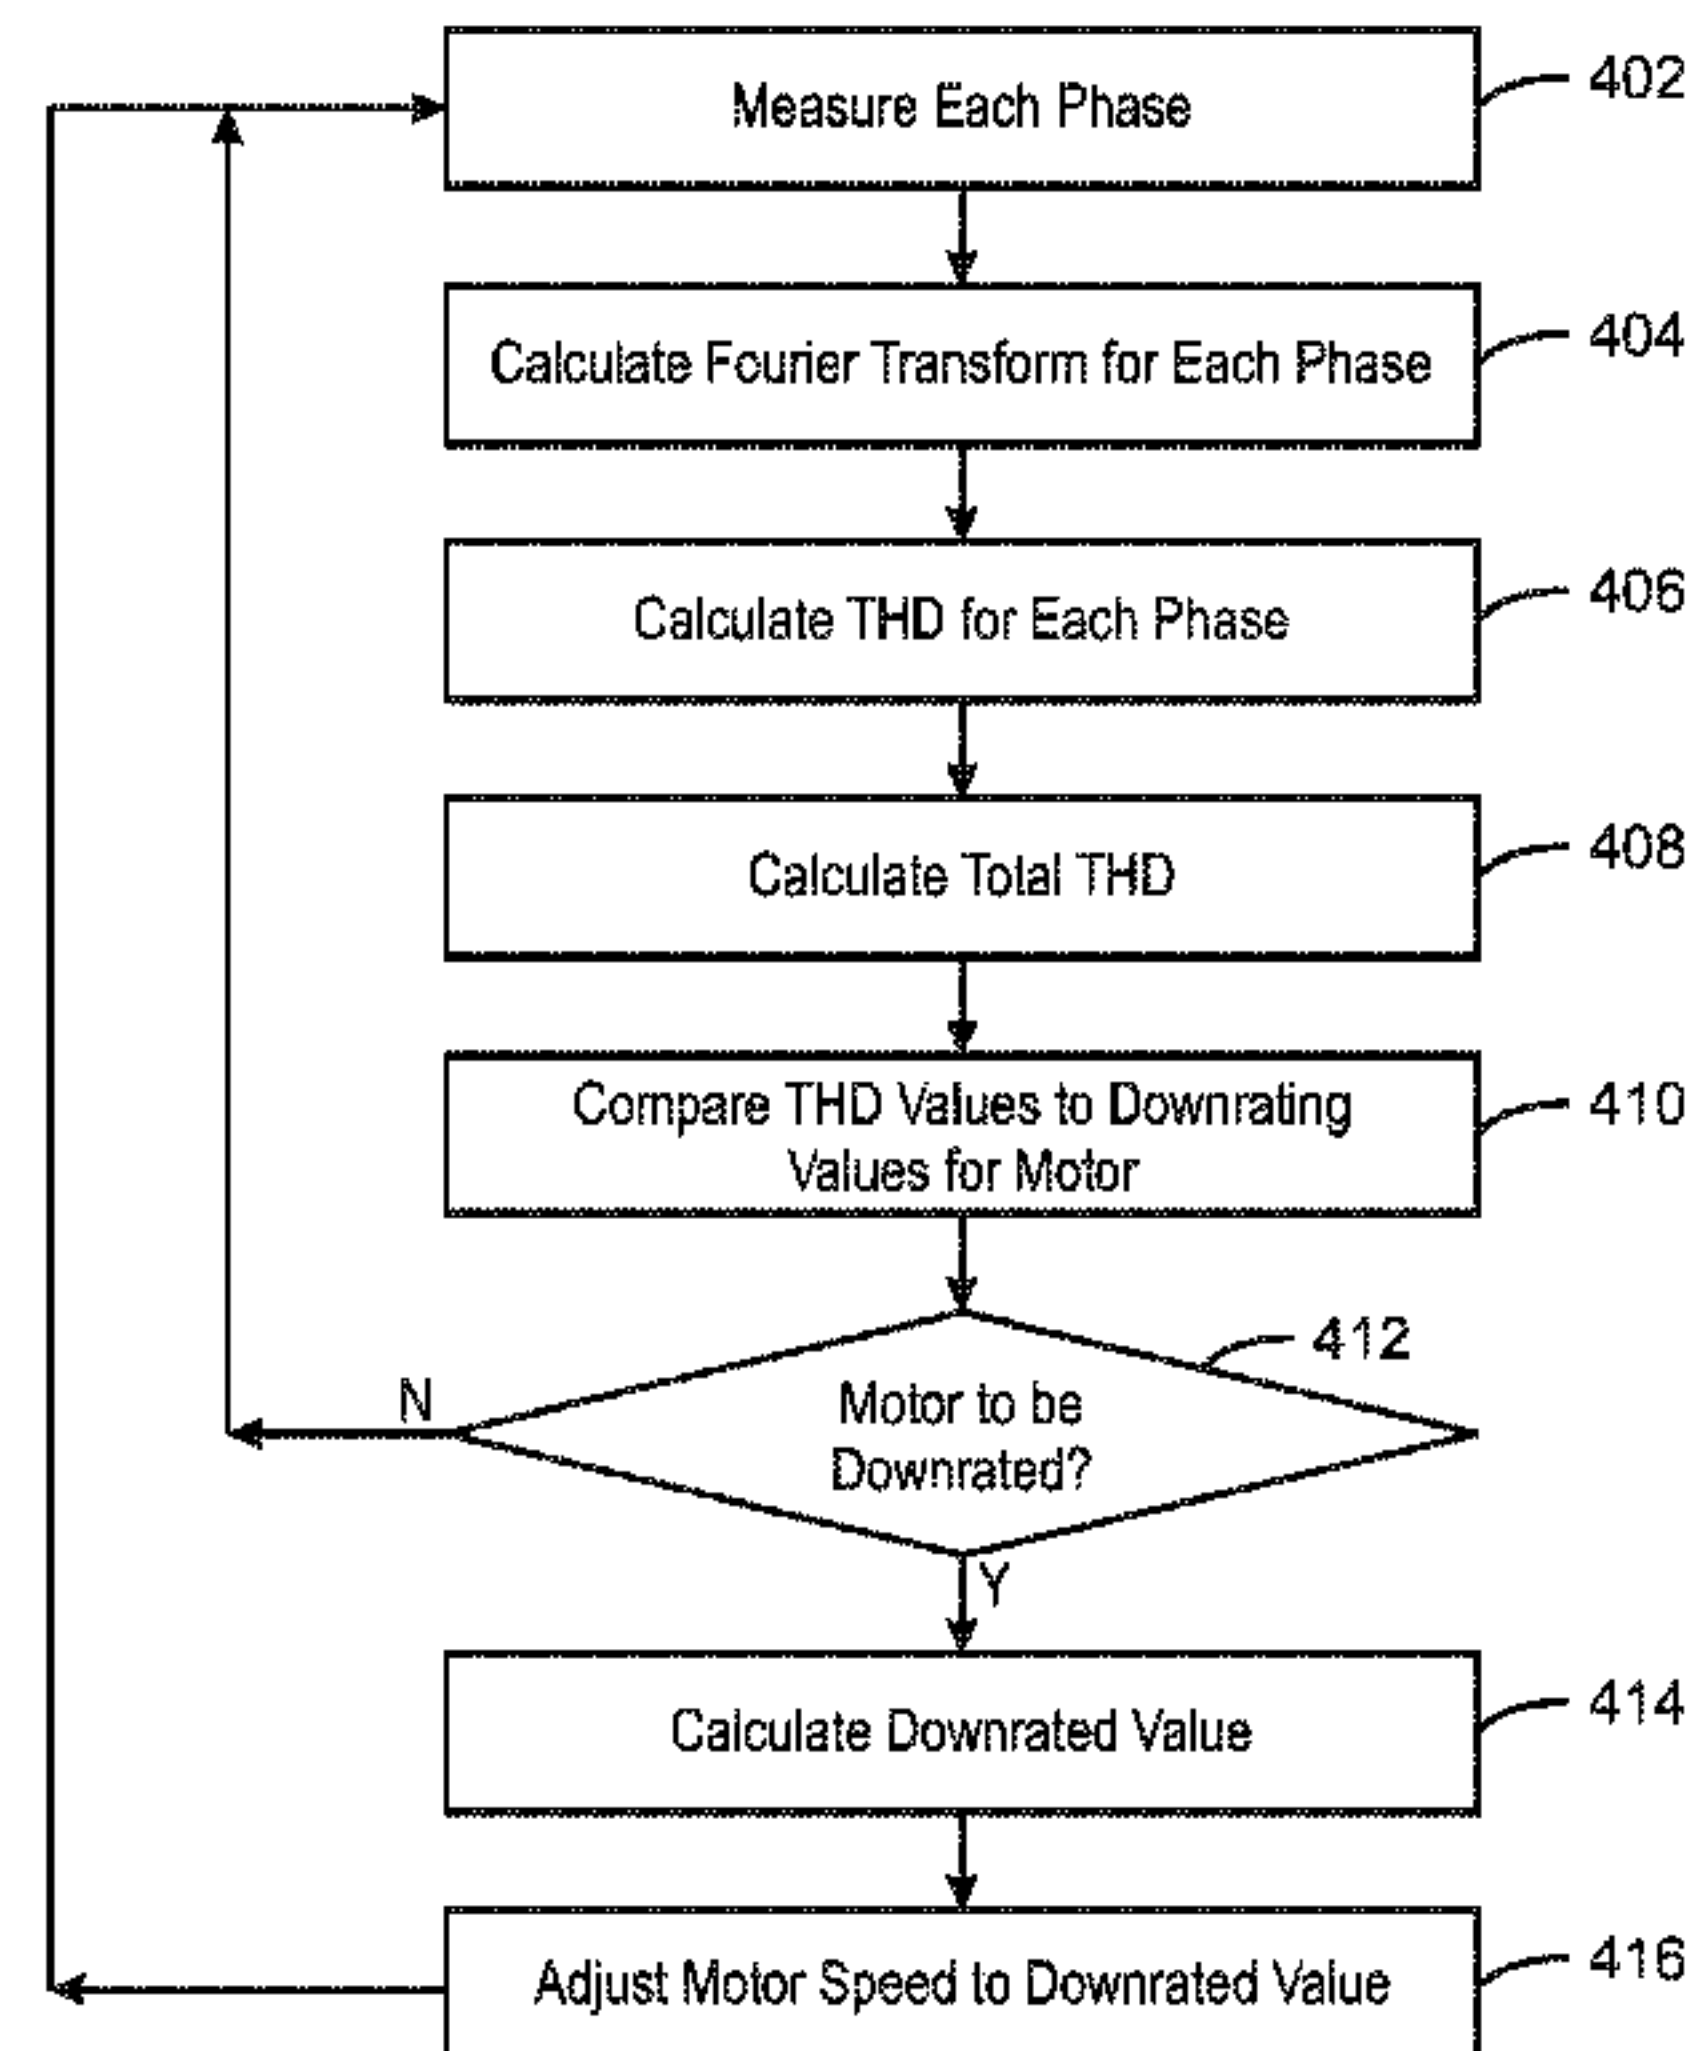 Measure Each Phase
402
Calculate Fourier Transform for Each Phase
404
Calculate THD for Each Phase
406
Calculate Total THD
408
Compare THD Values to Downrating
Values for Motor
410
412
Motor to be
Downrated?
N
Y
Calculate Downrated Value
414
Adjust Motor Speed to Downrated Value
416